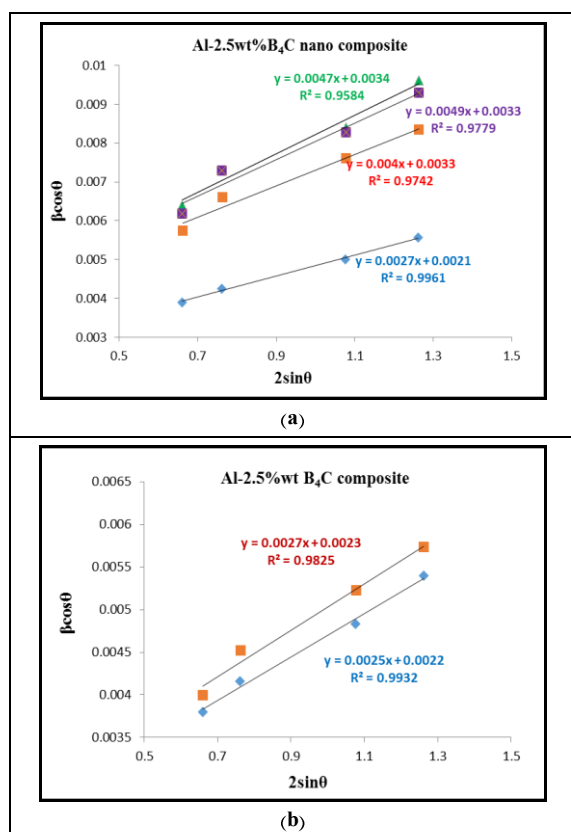 Al-2.5wt%B₄C nano composite
0.01
0.009
0.008
0.007
0.006
0.005
0.004
0.003
βcosθ
y = 0.0047x + 0.0034
R² = 0.9584
y = 0.0049x + 0.0033
R² = 0.9779
y = 0.004x + 0.0033
R² = 0.9742
y = 0.0027x + 0.0021
R² = 0.9961
0.5 0.7 0.9 1.1 1.3 1.5
2sinθ
(a)
Al-2.5%wt B₄C composite
0.0065
0.006
0.0055
0.005
0.0045
0.004
0.0035
βcosθ
y = 0.0027x + 0.0023
R² = 0.9825
y = 0.0025x + 0.0022
R² = 0.9932
0.5 0.7 0.9 1.1 1.3 1.5
2sinθ
(b)